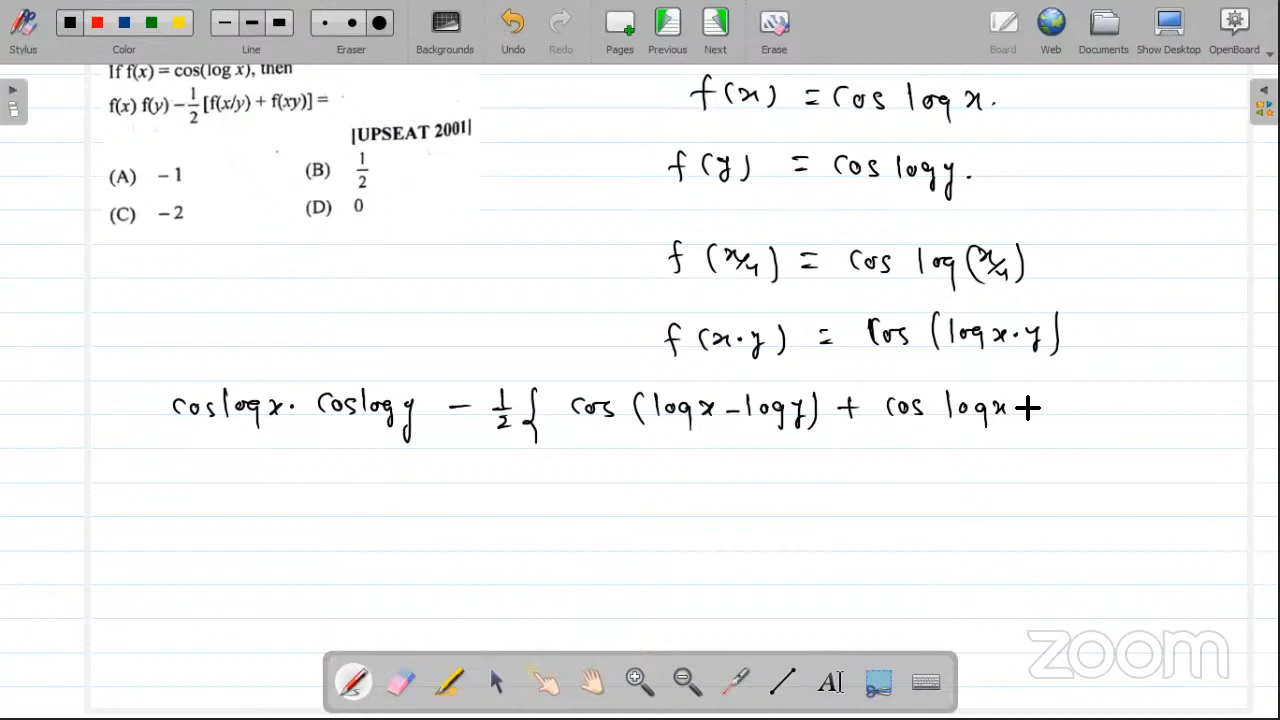 Stylus Color Line Eraser Backgrounds Undo Redo Pages Previous Next Erase Board Web Documents Show Desktop OpenBoard
If f(x) = cos(log x), then
f(x) f(y) − 1/2 [f(x/y) + f(xy)] =
[UPSEAT 2001]
(A) − 1 (B) 1/2
(C) − 2 (D) 0
f(x) = cos log x.
f(y) = cos log y.
f(x/y) = cos log(x/y)
f(x·y) = cos(log x·y)
cos log x · cos log y − 1/2 { cos (log x − log y) + cos log x +
zoom